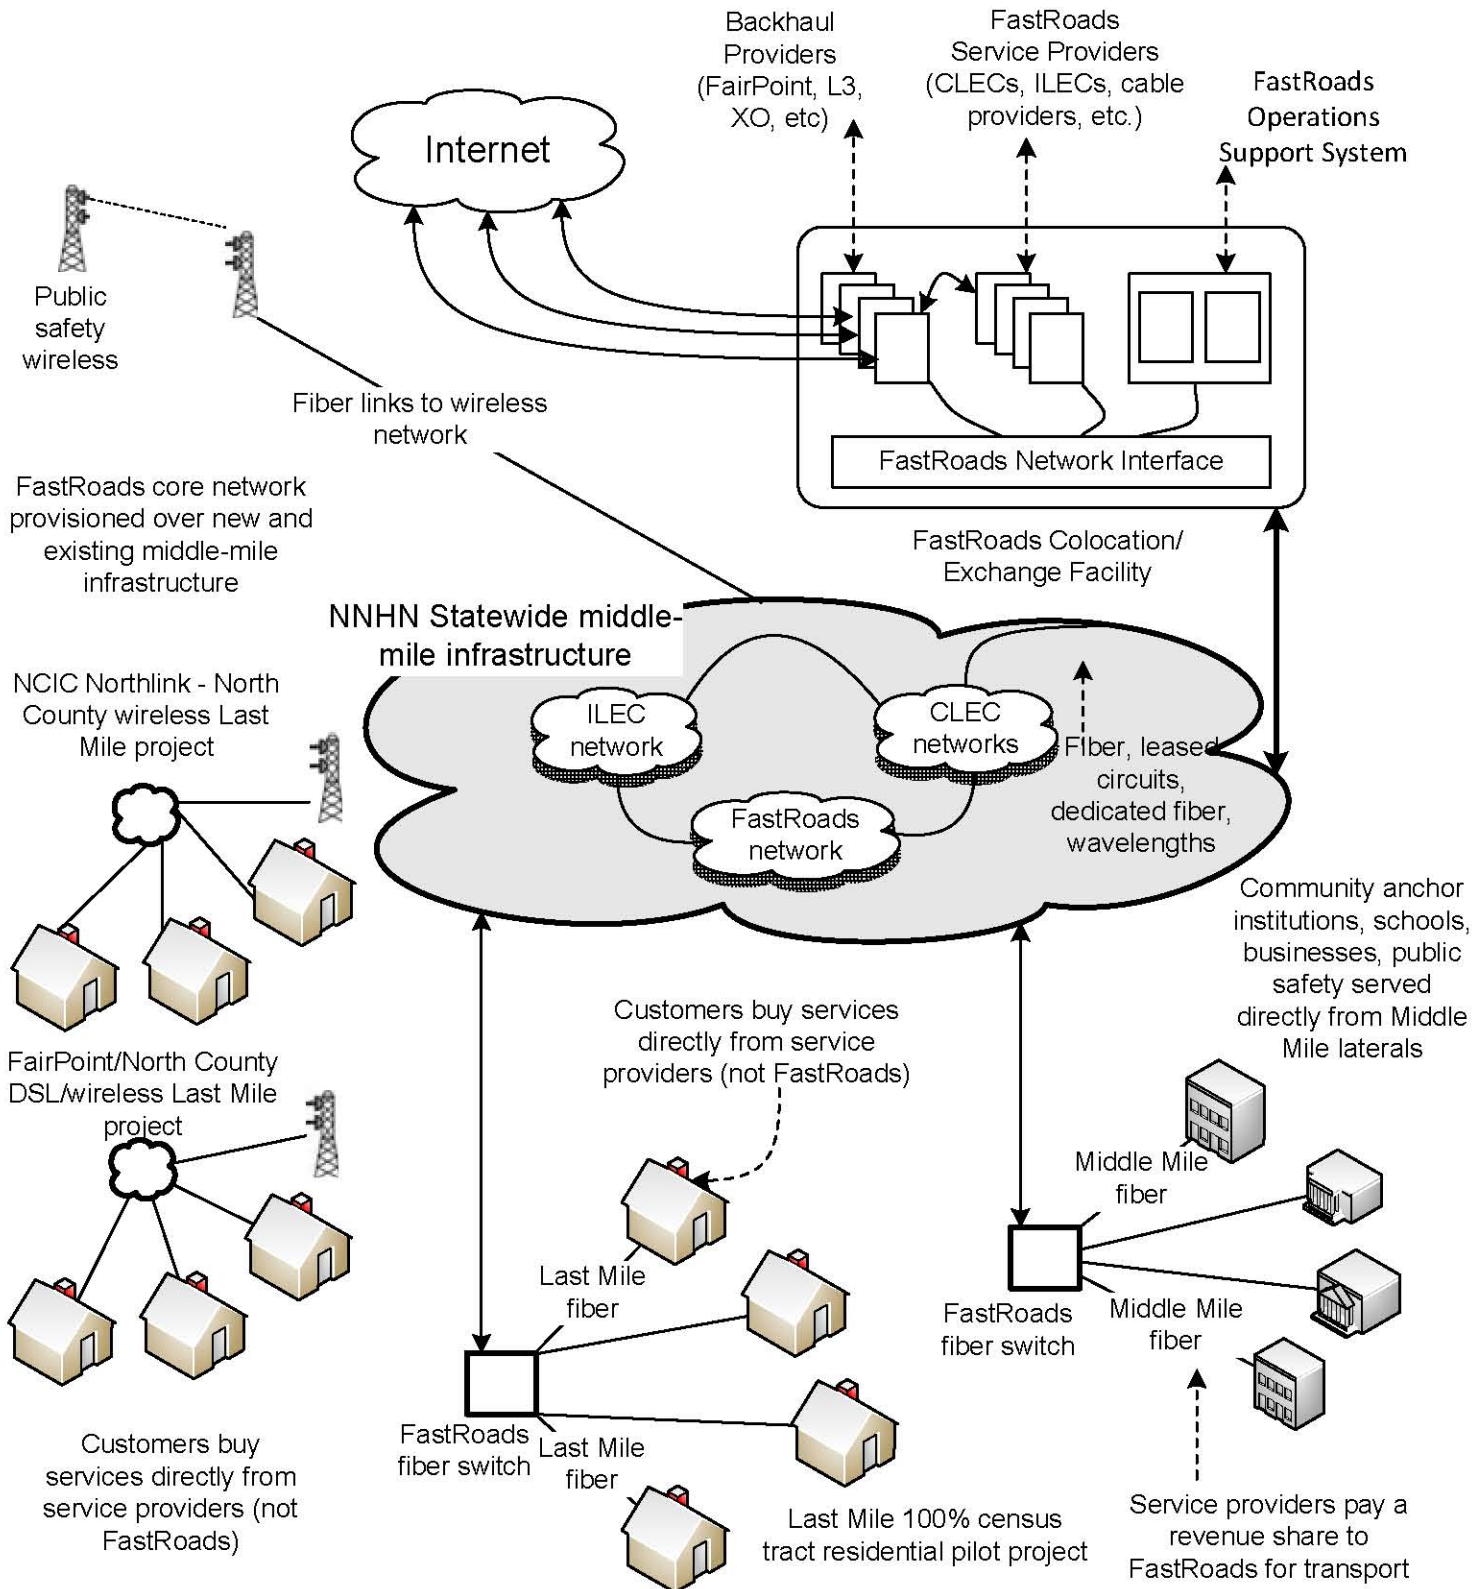 Backhaul
Providers
(FairPoint, L3,
XO, etc)
FastRoads
Service Providers
(CLECs, ILECs, cable
providers, etc.)
FastRoads
Operations
Support System
Internet
Public
safety
wireless
Fiber links to wireless
network
FastRoads Network Interface
FastRoads core network
provisioned over new and
existing middle-mile
infrastructure
FastRoads Colocation/
Exchange Facility
NNHN Statewide middle-
mile infrastructure
NCIC Northlink - North
County wireless Last
Mile project
ILEC
network
CLEC
networks
Fiber, leased
circuits,
dedicated fiber,
wavelengths
FastRoads
network
Community anchor
institutions, schools,
businesses, public
safety served
directly from Middle
Mile laterals
Customers buy services
directly from service
providers (not FastRoads)
FairPoint/North County
DSL/wireless Last Mile
project
Middle Mile
fiber
Last Mile
fiber
FastRoads
fiber switch
Middle Mile
fiber
FastRoads
fiber switch
Last Mile
fiber
Customers buy
services directly from
service providers (not
FastRoads)
Last Mile 100% census
tract residential pilot project
Service providers pay a
revenue share to
FastRoads for transport